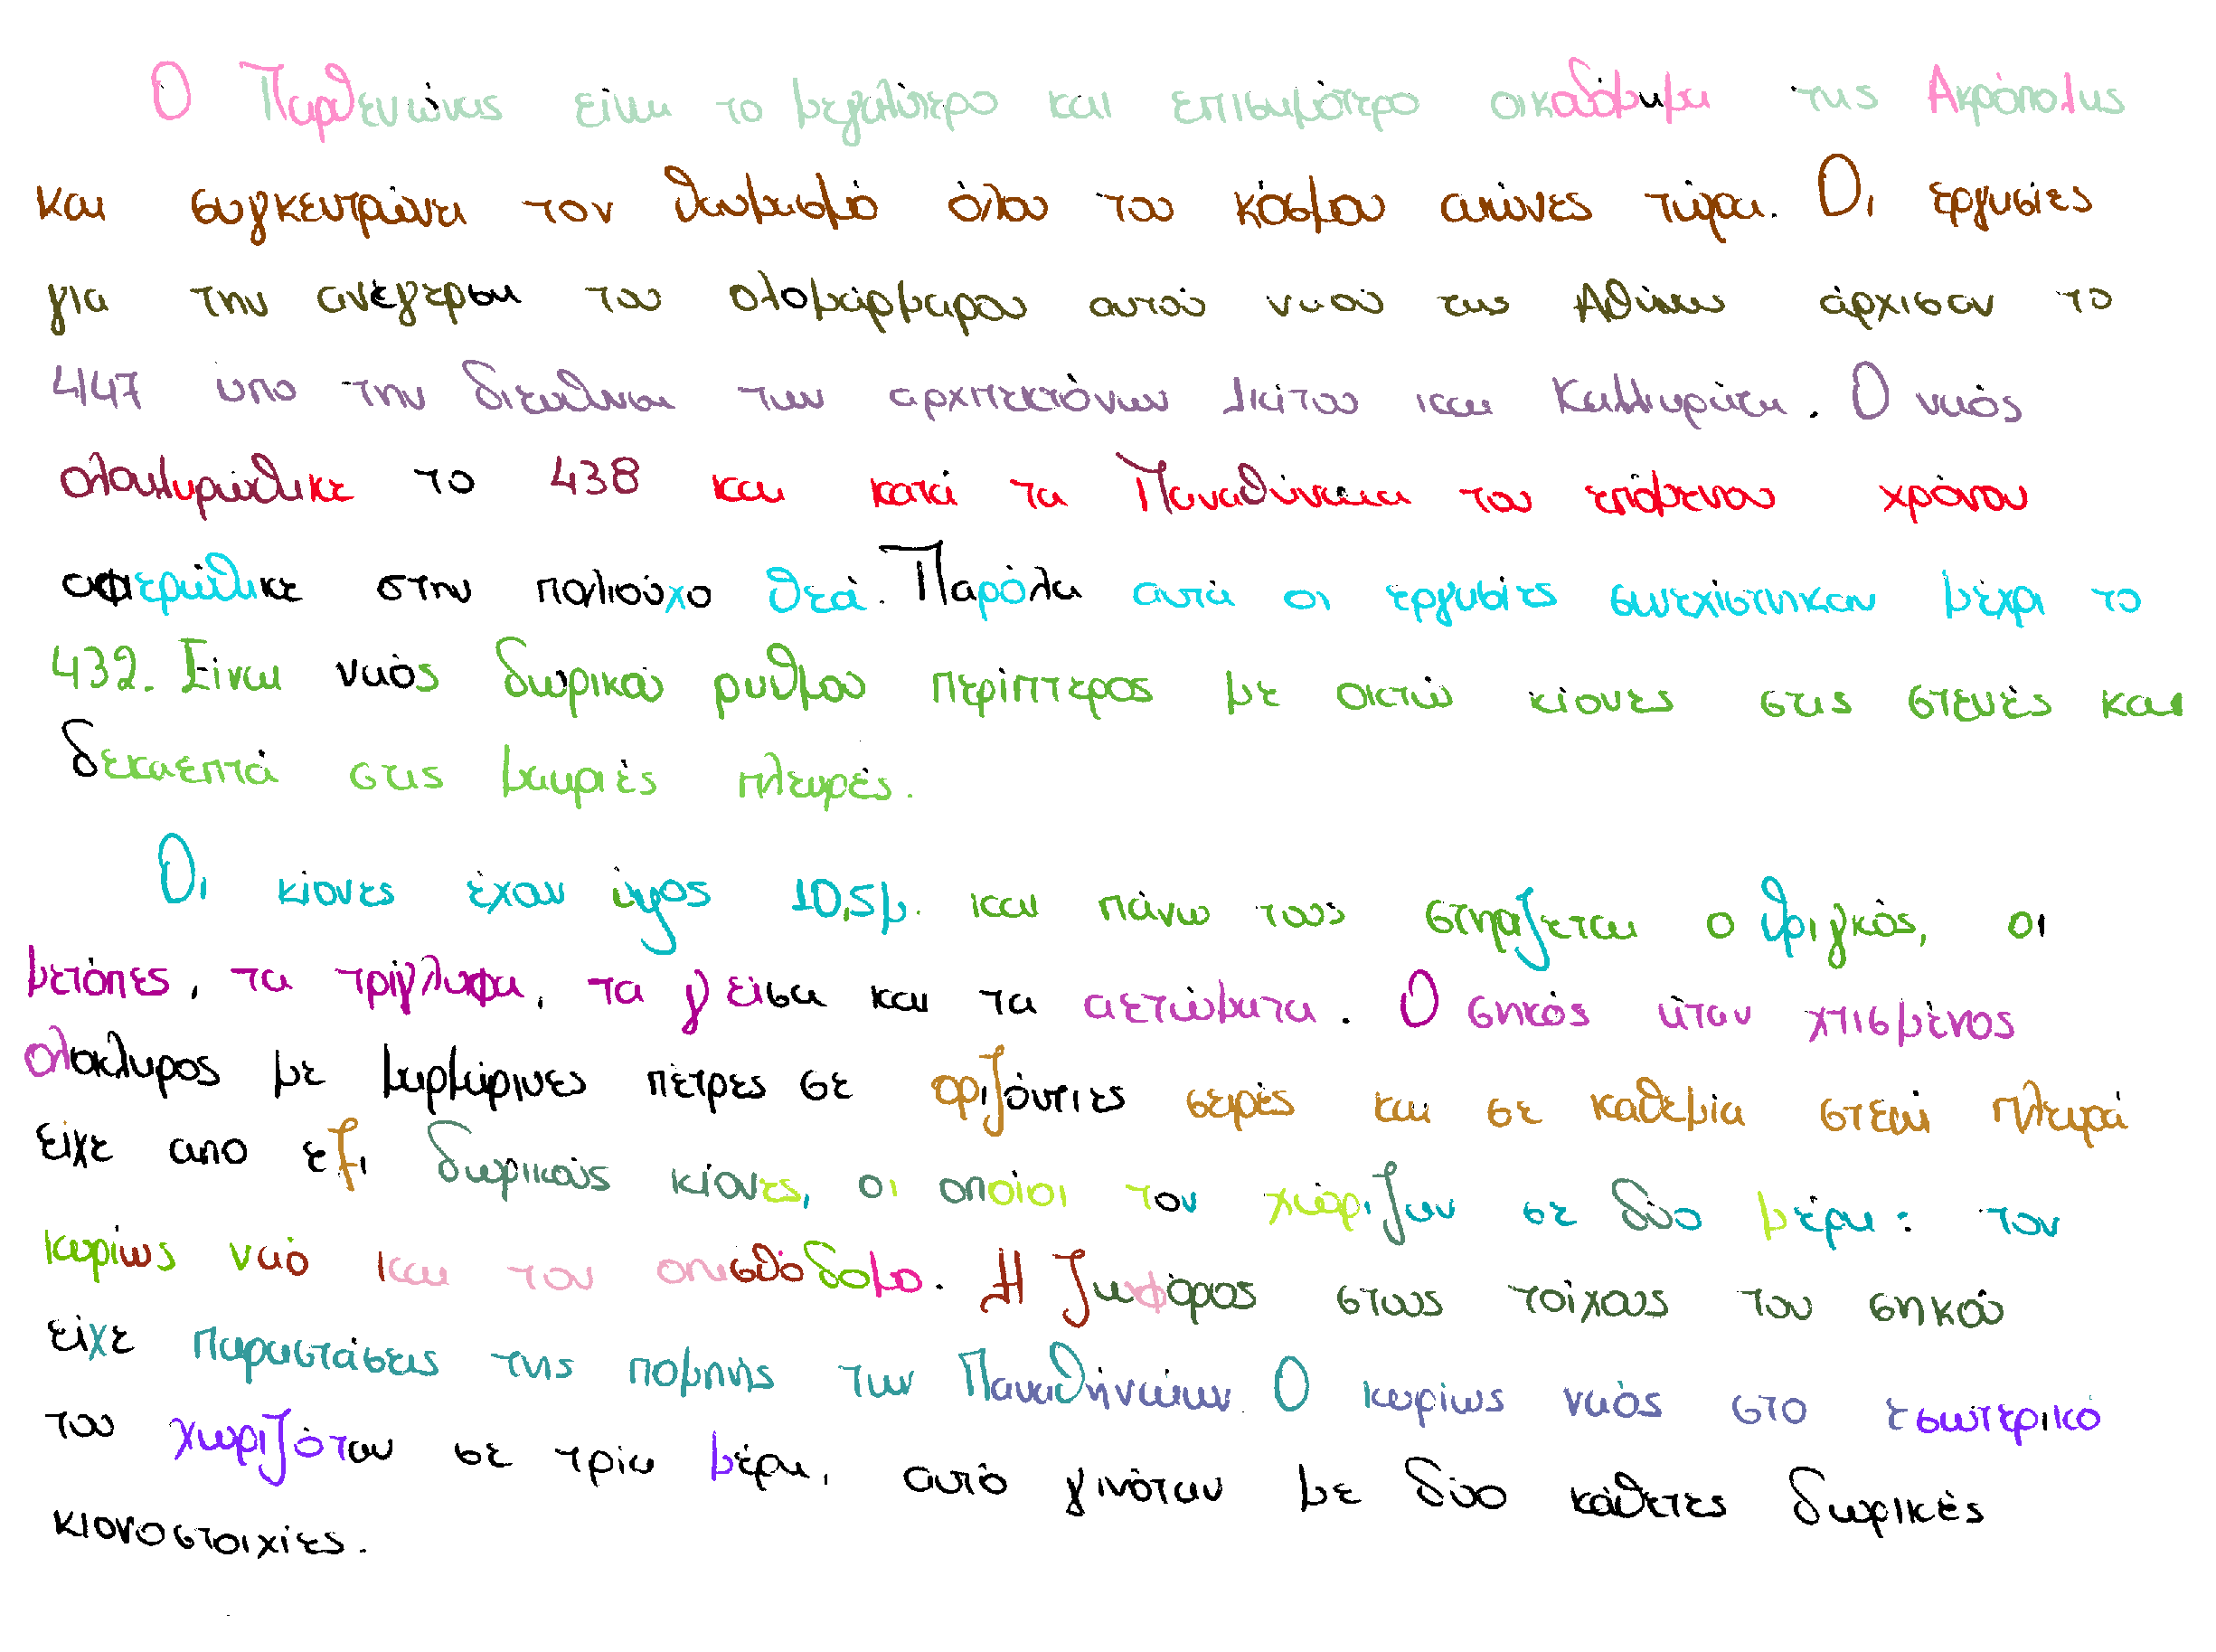 Ο Παρθενώνας είναι το μεγαλύτερο και επισημότερο οικοδόμημα της Ακρόπολης
και συγκεντρώνει τον θαυμασμό όλου του κόσμου αιώνες τώρα. Οι εργασίες
για την ανέγερση του ολομάρμαρου αυτού ναού της Αθήνας άρχισαν το
447 υπο την διεύθυνση των αρχιτεκτόνων Ικτίνου και Καλλικράτη. Ο ναός
ολοκληρώθηκε το 438 και κατά τα Παναθήναια του επόμενου χρόνου
αφιερώθηκε στην πολιούχο θεά. Παρόλα αυτά οι εργασίες συνεχίστηκαν μέχρι το
432. Είναι ναός δωρικού ρυθμού περίπτερος με οκτώ κίονες στις στενές και
δεκαεπτά στις μακριές πλευρές.
Οι κίονες έχουν ύψος 10,5μ. και πάνω τους στηρίζεται ο θριγκός, οι
μετόπες, τα τρίγλυφα, τα γείσα και τα αετώματα. Ο σηκός ήταν χτισμένος
ολόκληρος με μαρμάρινες πέτρες σε οριζόντιες σειρές και σε καθεμία στενή πλευρά
είχε απο εξι δωρικούς κίονες, οι οποίοι τον χώριζαν σε δύο μέρη: τον
κυρίως ναό και τον οπισθόδομο. Η ζωφόρος στους τοίχους του σηκού
είχε παραστάσεις της πομπής των Παναθηναίων. Ο κυρίως ναός στο εσωτερικό
του χωριζόταν σε τρία μέρη, αυτό γινόταν με δύο κάθετες δωρικές
κιονοστοιχίες.